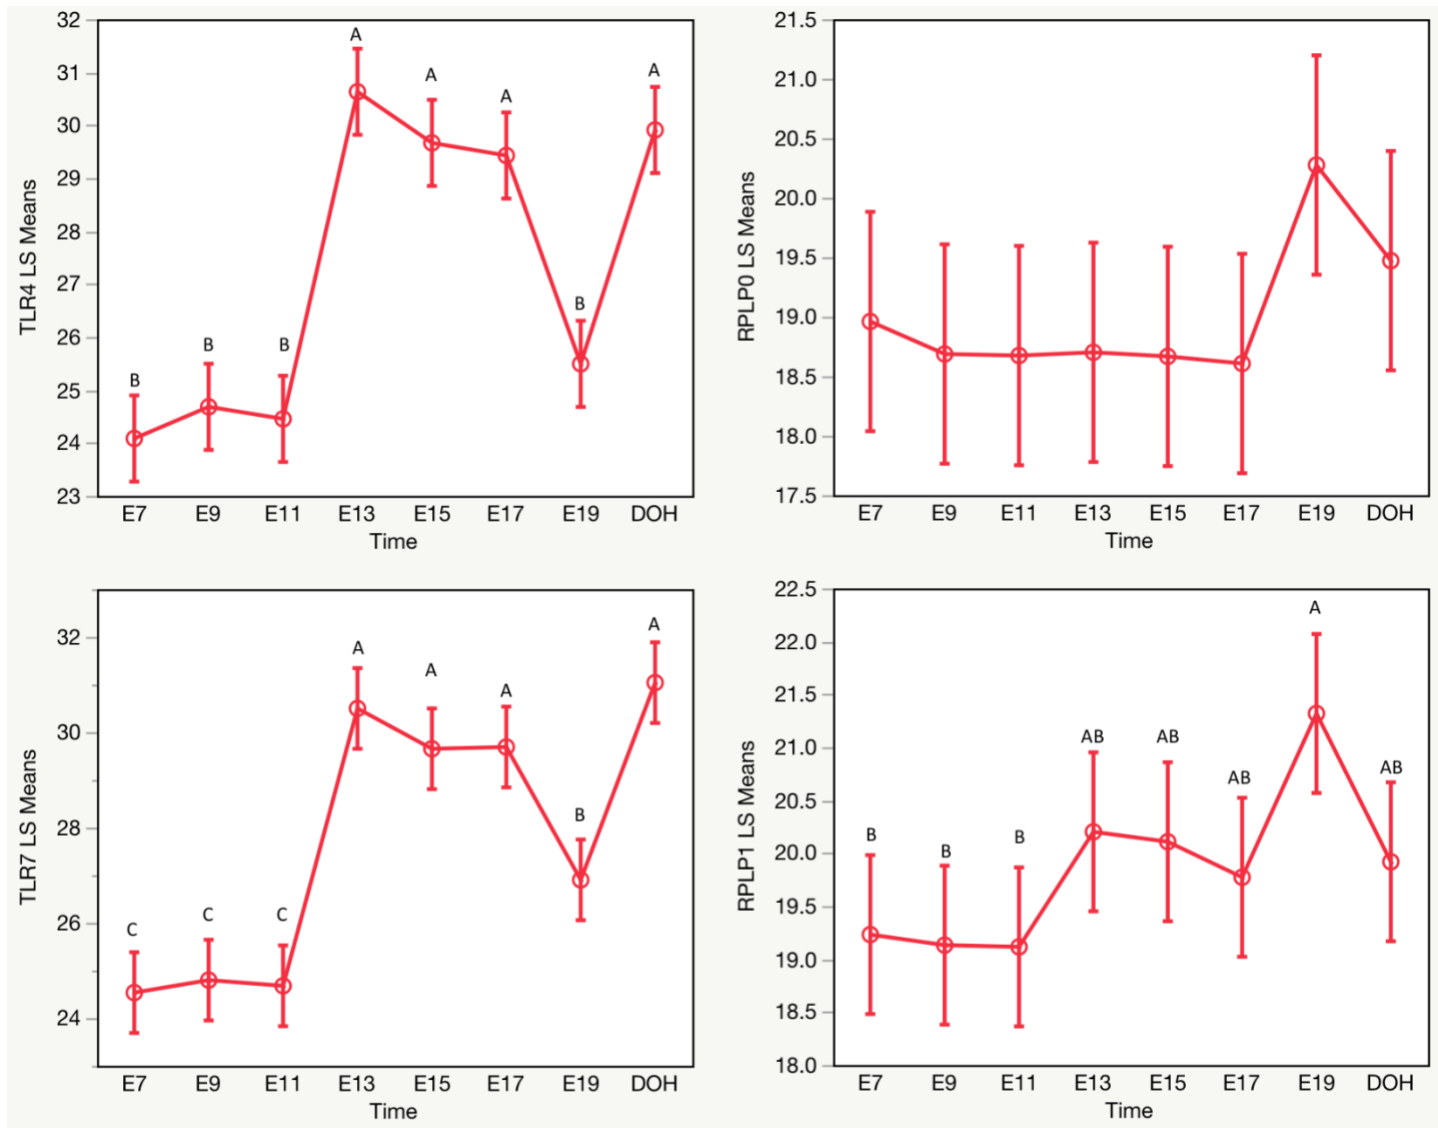 TLR4 LS Means
32
31
30
29
28
27
26
25
24
23
B
B
B
A
A
A
B
A
E7 E9 E11 E13 E15 E17 E19 DOH
Time
RPLP0 LS Means
21.5
21.0
20.5
20.0
19.5
19.0
18.5
18.0
17.5
E7 E9 E11 E13 E15 E17 E19 DOH
Time
TLR7 LS Means
32
30
28
26
24
C
C
C
A
A
A
B
A
E7 E9 E11 E13 E15 E17 E19 DOH
Time
RPLP1 LS Means
22.5
22.0
21.5
21.0
20.5
20.0
19.5
19.0
18.5
18.0
B
B
B
AB
AB
AB
A
AB
E7 E9 E11 E13 E15 E17 E19 DOH
Time